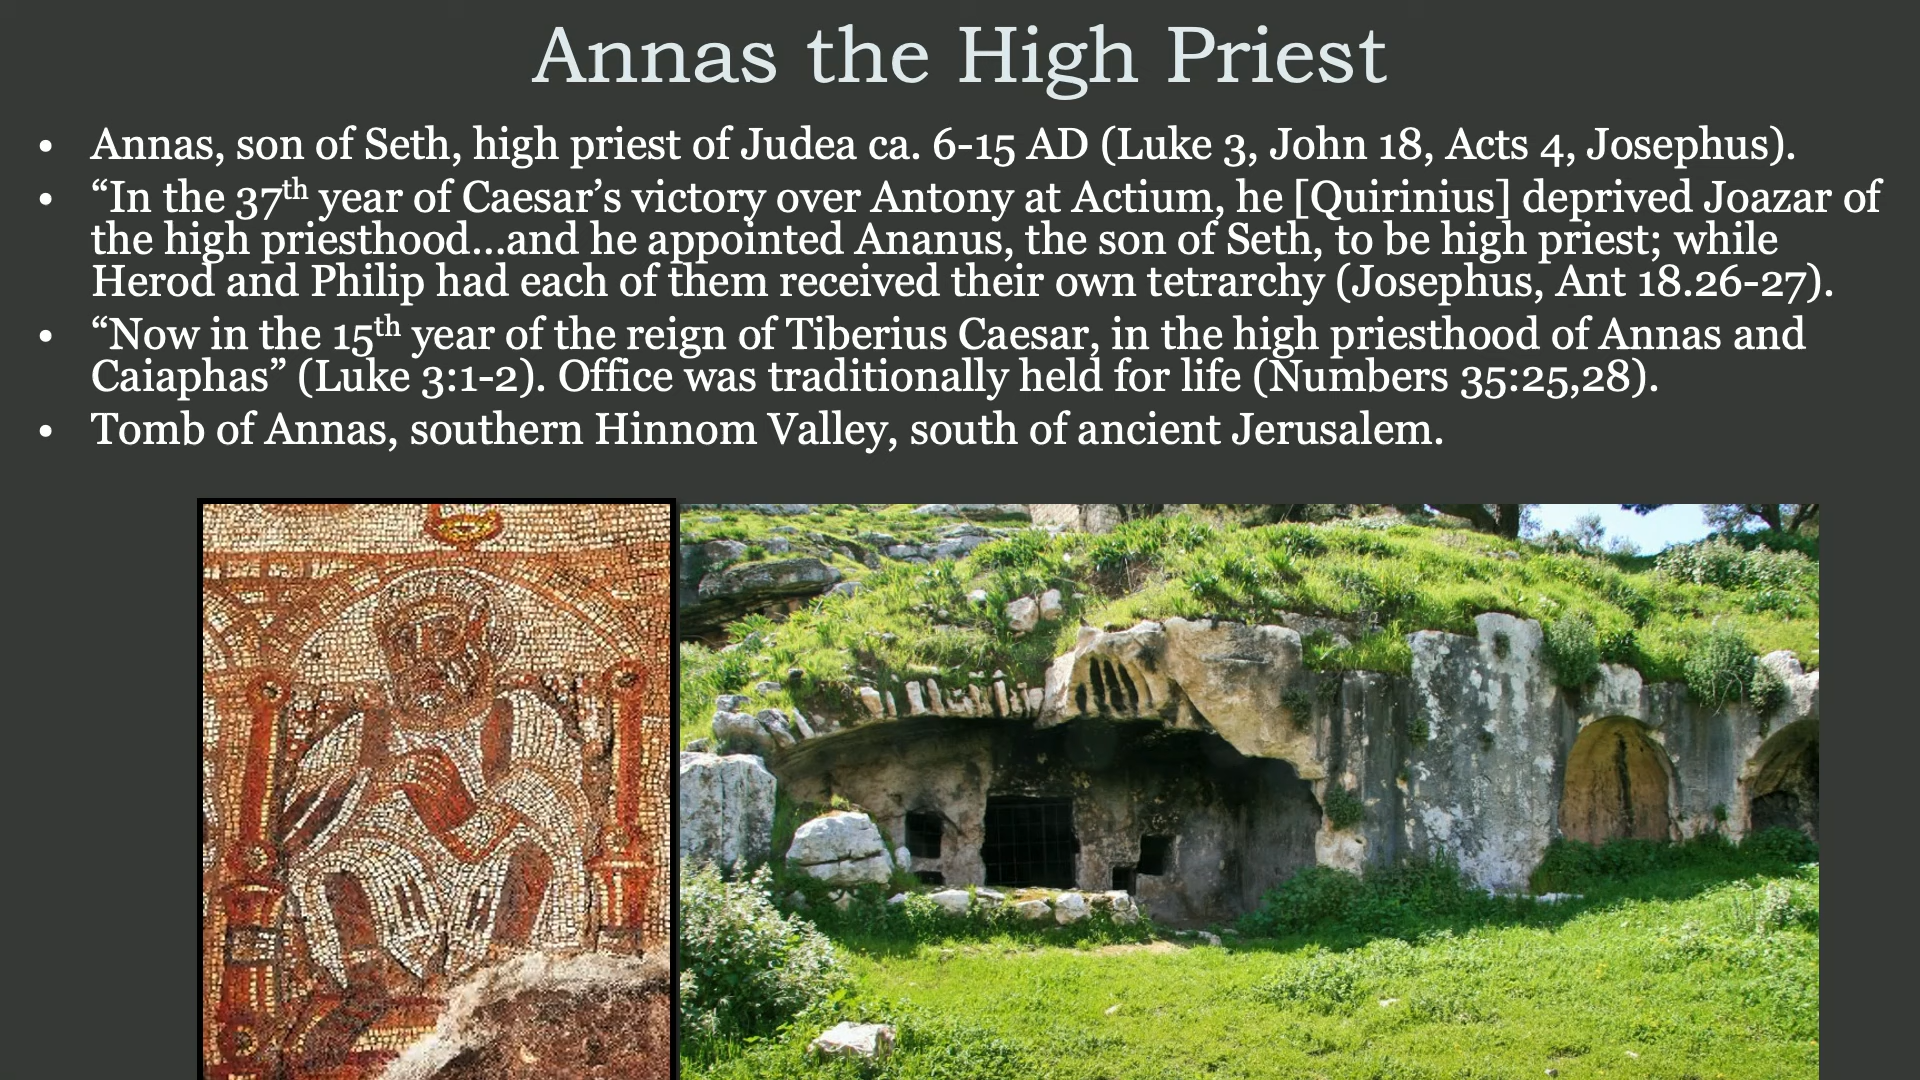 Annas the High Priest
• Annas, son of Seth, high priest of Judea ca. 6-15 AD (Luke 3, John 18, Acts 4, Josephus).
• “In the 37th year of Caesar’s victory over Antony at Actium, he [Quirinius] deprived Joazar of
the high priesthood…and he appointed Ananus, the son of Seth, to be high priest; while
Herod and Philip had each of them received their own tetrarchy (Josephus, Ant 18.26-27).
• “Now in the 15th year of the reign of Tiberius Caesar, in the high priesthood of Annas and
Caiaphas” (Luke 3:1-2). Office was traditionally held for life (Numbers 35:25,28).
• Tomb of Annas, southern Hinnom Valley, south of ancient Jerusalem.